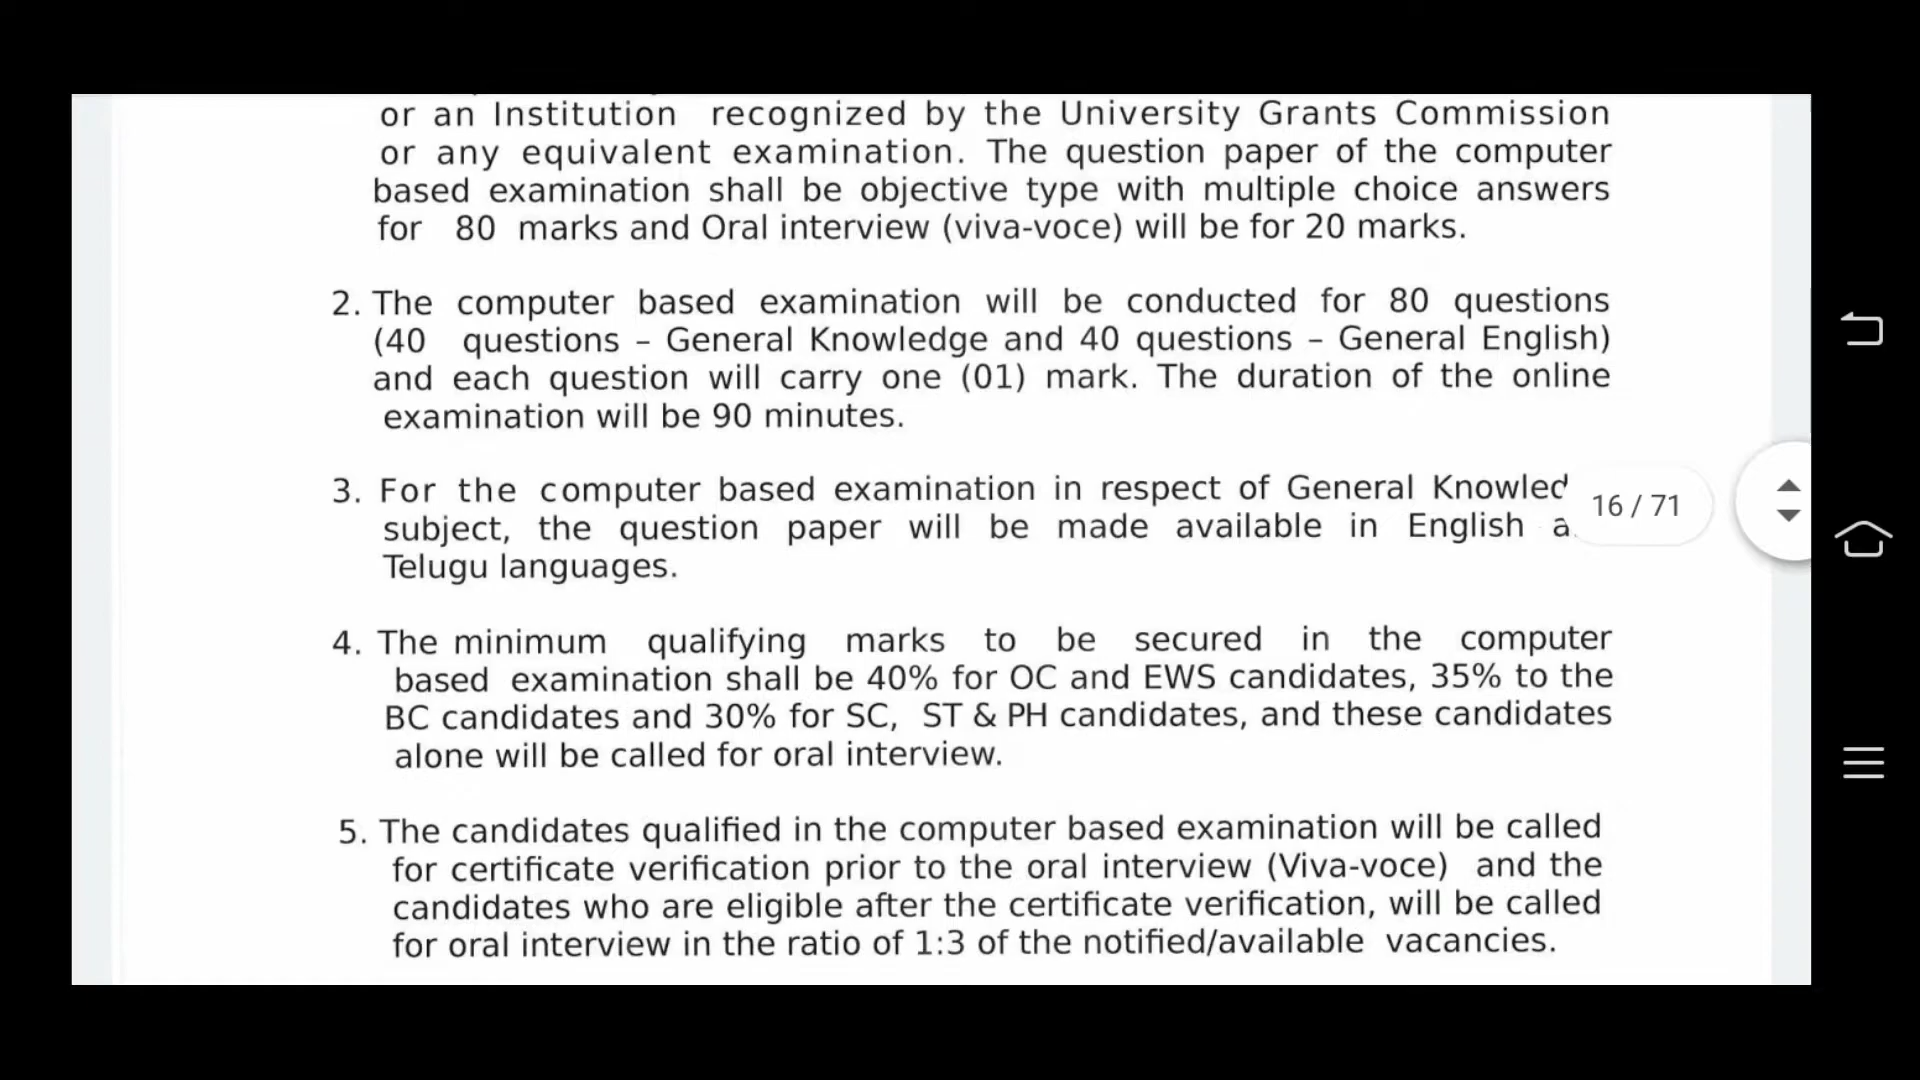 or an Institution recognized by the University Grants Commission
or any equivalent examination. The question paper of the computer
based examination shall be objective type with multiple choice answers
for 80 marks and Oral interview (viva-voce) will be for 20 marks.
2. The computer based examination will be conducted for 80 questions
(40 questions – General Knowledge and 40 questions – General English)
and each question will carry one (01) mark. The duration of the online
examination will be 90 minutes.
3. For the computer based examination in respect of General
16 / 71
subject, the question paper will be made available in English
Telugu languages.
4. The minimum qualifying marks to be secured in the computer
based examination shall be 40% for OC and EWS candidates, 35% to the
BC candidates and 30% for SC, ST & PH candidates, and these candidates
alone will be called for oral interview.
5. The candidates qualified in the computer based examination will be called
for certificate verification prior to the oral interview (Viva-voce) and the
candidates who are eligible after the certificate verification, will be called
for oral interview in the ratio of 1:3 of the notified/available vacancies.